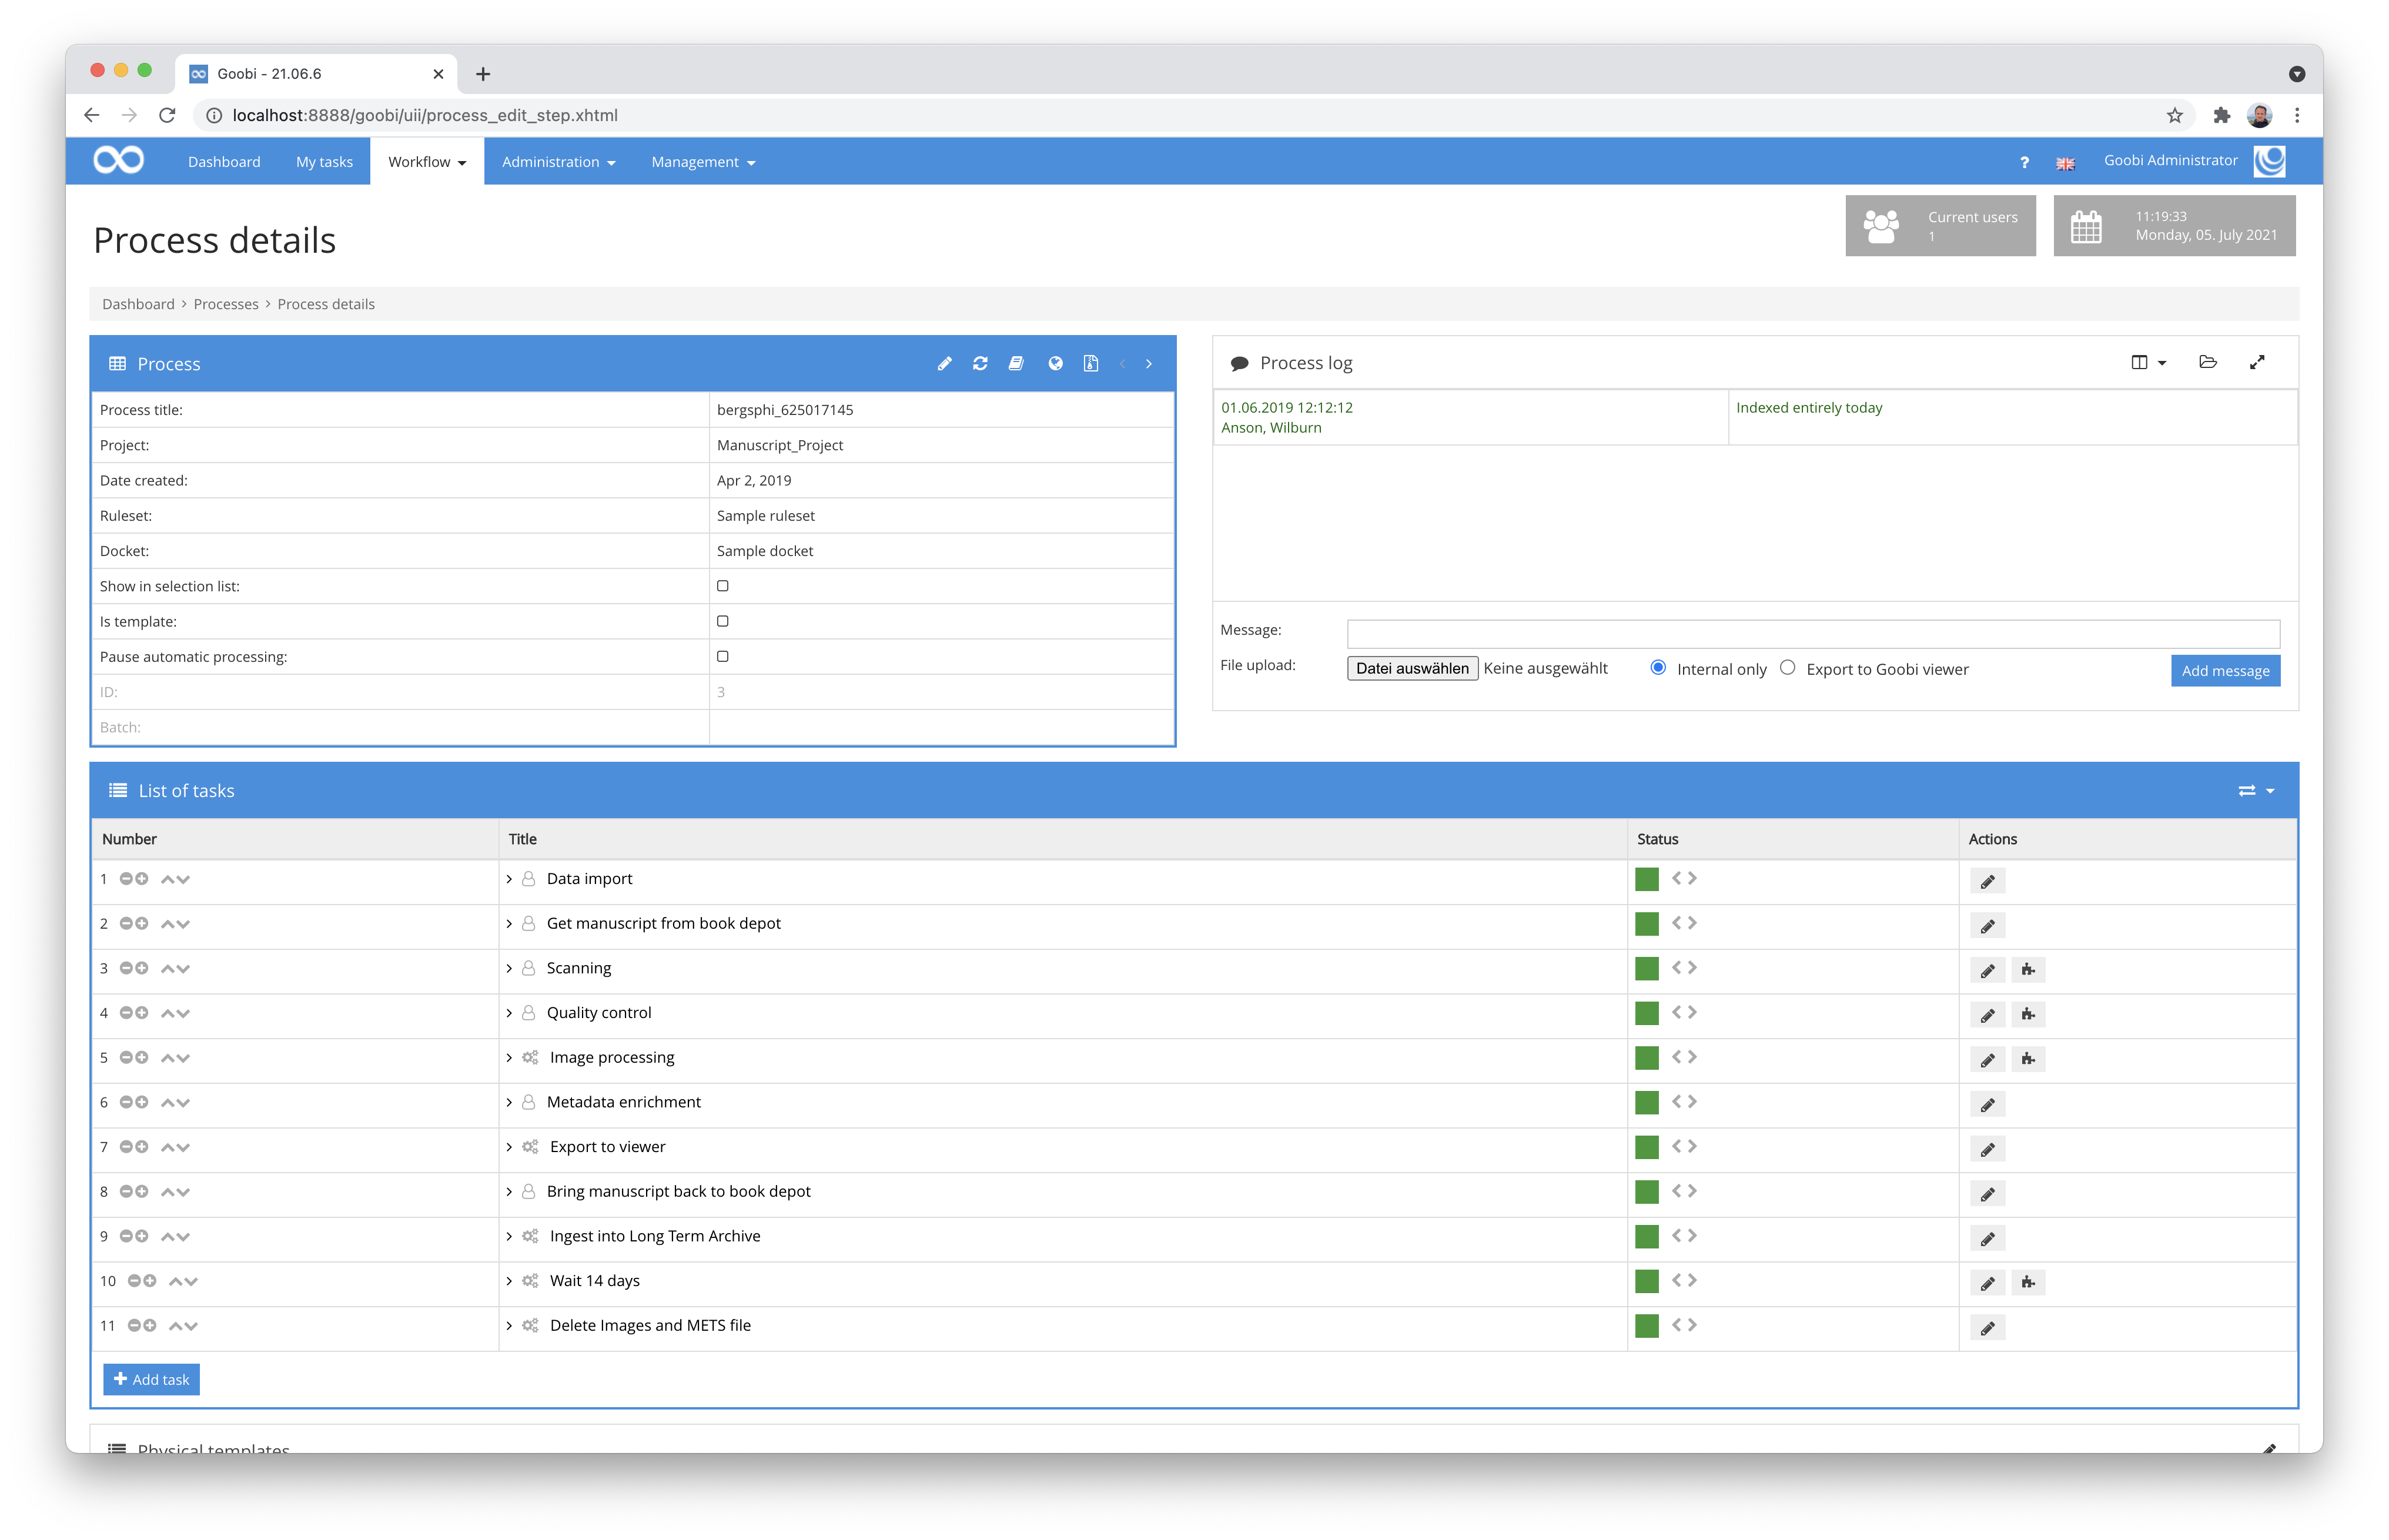 Goobi - 21.06.6
localhost:8888/goobi/uii/process_edit_step.xhtml
Dashboard My tasks Workflow Administration Management ? Goobi Administrator
Process details
Current users
1
11:19:33
Monday, 05. July 2021
Dashboard > Processes > Process details
Process
Process title: bergsphi_625017145
Project: Manuscript_Project
Date created: Apr 2, 2019
Ruleset: Sample ruleset
Docket: Sample docket
Show in selection list:
Is template:
Pause automatic processing:
ID: 3
Batch:
Process log
01.06.2019 12:12:12 Indexed entirely today
Anson, Wilburn
Message:
File upload: Datei auswählen Keine ausgewählt Internal only Export to Goobi viewer Add message
List of tasks
Number Title Status Actions
1 Data import
2 Get manuscript from book depot
3 Scanning
4 Quality control
5 Image processing
6 Metadata enrichment
7 Export to viewer
8 Bring manuscript back to book depot
9 Ingest into Long Term Archive
10 Wait 14 days
11 Delete Images and METS file
Add task
Physical templates